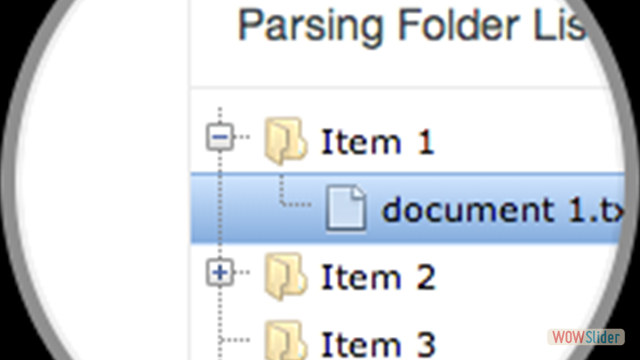 Parsing Folder Lis
Item 1
document 1.tx
Item 2
Item 3
WOWSlider